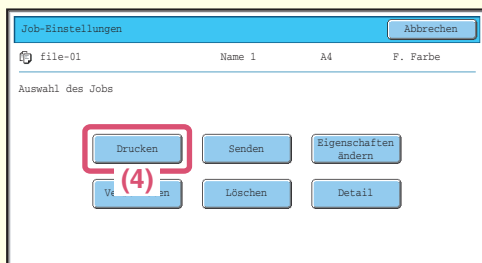 Job-Einstellungen
Abbrechen
file-01
Name 1
A4
F. Farbe
Auswahl des Jobs
Drucken
Senden
Eigenschaften
ändern
(4)
Löschen
Detail